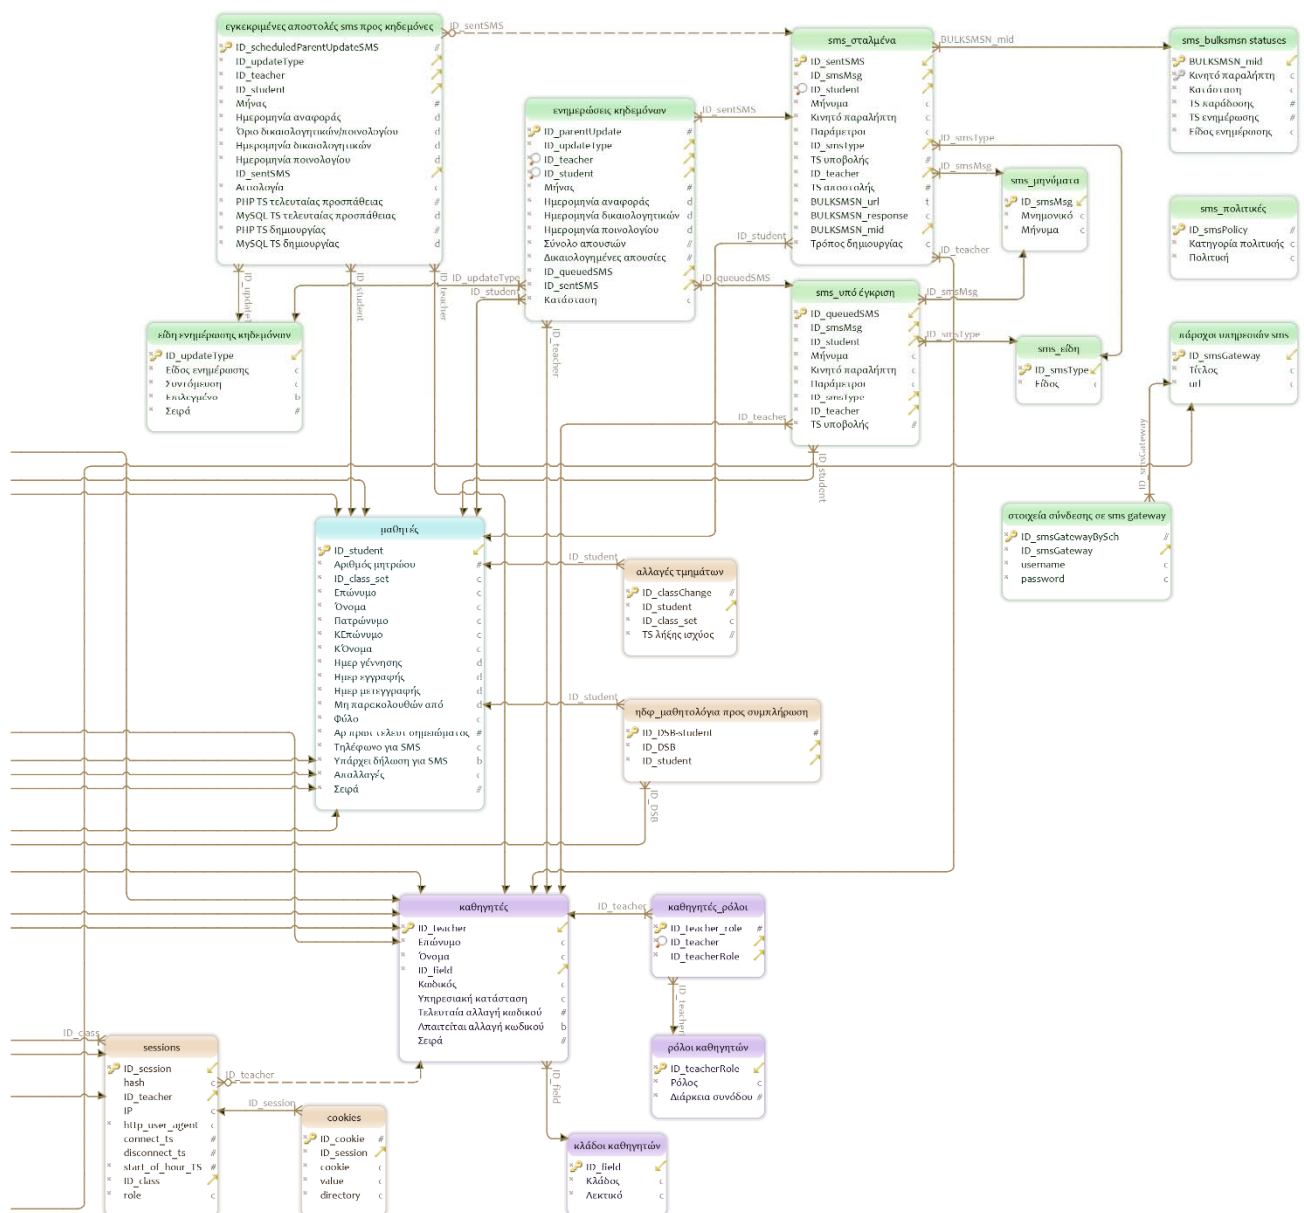 εγκεκριμένες αποστολές sms προς κηδεμόνες
ID_scheduledParentUpdateSMS
ID_updateType
ID_teacher
ID_student
Μήνας
Ημερομηνία αναφοράς
Όριο δικαιολογητικών/ποινολογίου
Ημερομηνία δικαιολογητικών
Ημερομηνία ποινολογίου
ID_sentSMS
Αιτιολογία
PHP TS τελευταίας προσπάθειας
MySQL TS τελευταίας προσπάθειας
PHP TS δημιουργίας
MySQL TS δημιουργίας
ID_sentSMS
ID_updateType
ID_student
ID_teacher
ενημερώσεις κηδεμόνων
ID_parentUpdate
ID_updateType
ID_teacher
ID_student
Μήνας
Ημερομηνία αναφοράς
Ημερομηνία δικαιολογητικών
Ημερομηνία ποινολογίου
Σύνολο απουσιών
Δικαιολογημένες απουσίες
ID_queuedSMS
ID_sentSMS
Κατάσταση
ID_sentSMS
ID_queuedSMS
ID_updateType
ID_student
ID_teacher
sms_σταλμένα
ID_sentSMS
ID_smsMsg
ID_student
Μήνυμα
Κινητό παραλήπτη
Παράμετροι
ID_smsType
TS υποβολής
ID_teacher
TS αποστολής
BULKSMSN_url
BULKSMSN_response
BULKSMSN_mid
Τρόπος δημιουργίας
BULKSMSN_mid
ID_smsType
ID_smsMsg
ID_student
ID_teacher
sms_bulksmsn statuses
BULKSMSN_mid
Κινητό παραλήπτη
Κατάσταση
TS παράδοσης
TS ενημέρωσης
Είδος ενημέρωσης
sms_μηνύματα
ID_smsMsg
Μνημονικό
Μήνυμα
sms_πολιτικές
ID_smsPolicy
Κατηγορία πολιτικής
Πολιτική
sms_υπό έγκριση
ID_queuedSMS
ID_smsMsg
ID_student
Μήνυμα
Κινητό παραλήπτη
Παράμετροι
ID_smsType
ID_teacher
TS υποβολής
ID_smsMsg
ID_smsType
ID_teacher
ID_student
sms_είδη
ID_smsType
Είδος
πάροχοι υπηρεσιών sms
ID_smsGateway
Τίτλος
url
ID_smsGateway
είδη ενημέρωσης κηδεμόνων
ID_updateType
Είδος ενημέρωσης
Συντόμευση
Επιλεγμένο
Σειρά
στοιχεία σύνδεσης σε sms gateway
ID_smsGatewayBySch
ID_smsGateway
username
password
μαθητές
ID_student
Αριθμός μητρώου
ID_class_set
Επώνυμο
Όνομα
Πατρώνυμο
ΚΕπώνυμο
ΚΌνομα
Ημερ γέννησης
Ημερ εγγραφής
Ημερ μετεγγραφής
Μη παρακολουθών από
Φύλο
Αρ πρωτ τελευτ σημειώματος
Τηλέφωνο για SMS
Υπάρχει δήλωση για SMS
Απαλλαγές
Σειρά
ID_student
αλλαγές τμημάτων
ID_classChange
ID_student
ID_class_set
TS λήξης ισχύος
ID_student
ηδφ_μαθητολόγια προς συμπλήρωση
ID_DSB-student
ID_DSB
ID_student
ID_DSB
καθηγητές
ID_teacher
Επώνυμο
Όνομα
ID_field
Κωδικός
Υπηρεσιακή κατάσταση
Τελευταία αλλαγή κωδικού
Απαιτείται αλλαγή κωδικού
Σειρά
ID_teacher
καθηγητές_ρόλοι
ID_teacher_role
ID_teacher
ID_teacherRole
ID_teacher
ρόλοι καθηγητών
ID_teacherRole
Ρόλος
Διάρκεια συνόδου
ID_field
κλάδοι καθηγητών
ID_field
Κλάδος
Λεκτικό
ID_class
sessions
ID_session
hash
ID_teacher
IP
http_user_agent
connect_ts
disconnect_ts
start_of_hour_TS
ID_class
role
ID_teacher
ID_session
cookies
ID_cookie
ID_session
cookie
value
directory